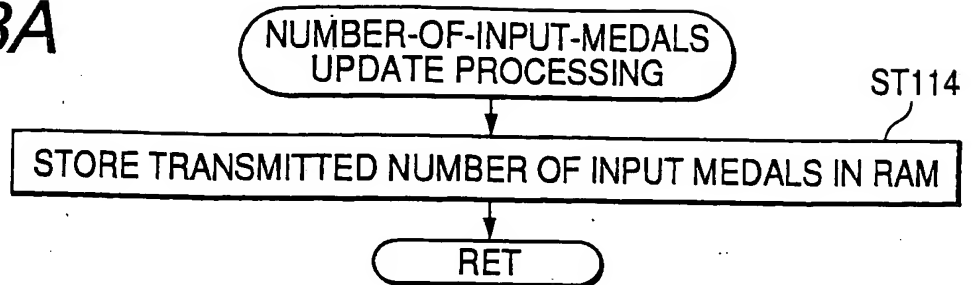 NUMBER-OF-INPUT-MEDALS
UPDATE PROCESSING
ST114
STORE TRANSMITTED NUMBER OF INPUT MEDALS IN RAM
RET